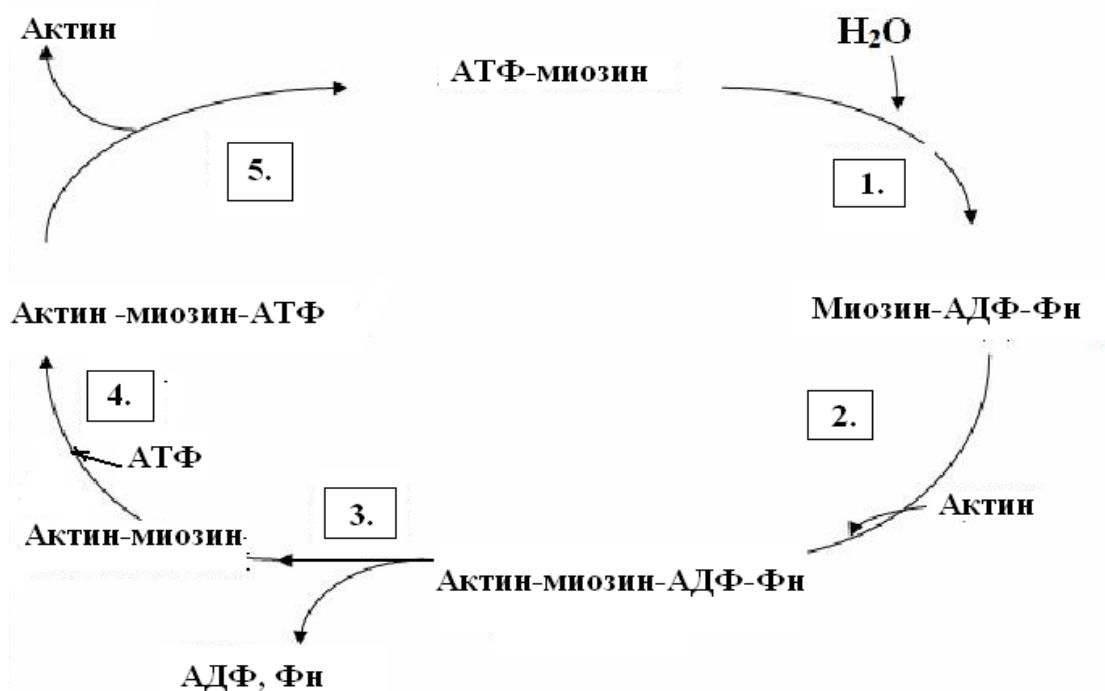 Актин
H₂O
АТФ-миозин
5.
1.
Актин -миозин-АТФ
Миозин-АДФ-Фн
4.
2.
АТФ
Актин
3.
Актин-миозин-
Актин-миозин-АДФ-Фн
АДФ, Фн